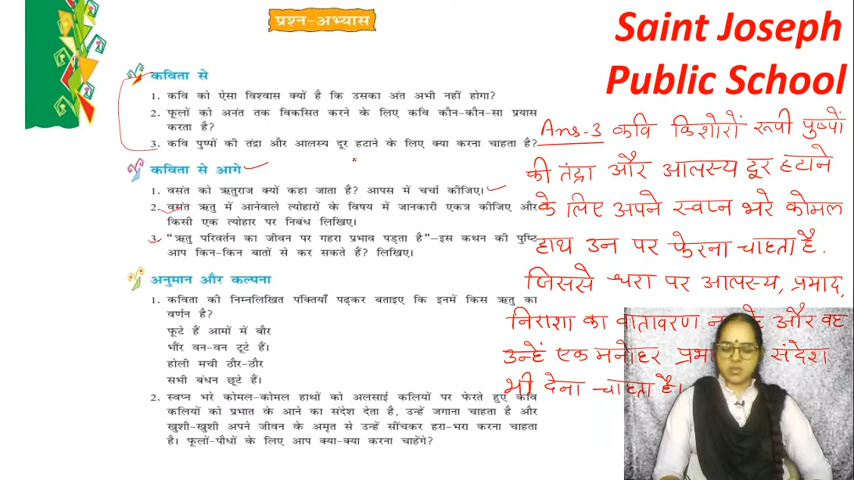 प्रश्न-अभ्यास
Saint Joseph
Public School
कविता से
1. कवि को ऐसा विश्वास क्यों है कि उसका अंत अभी नहीं होगा?
2. फूलों को अनंत तक विकसित करने के लिए कवि कौन-कौन-सा प्रयास
करता है?
3. कवि पुष्पों की तंद्रा और आलस्य दूर हटाने के लिए क्या करना चाहता है?
कविता से आगे
1. वसंत को ऋतुराज क्यों कहा जाता है? आपस में चर्चा कीजिए।
2. वसंत ऋतु में आनेवाले त्योहारों के विषय में जानकारी एकत्र कीजिए और
किसी एक त्योहार पर निबंध लिखिए।
3. “ऋतु परिवर्तन का जीवन पर गहरा प्रभाव पड़ता है”—इस कथन की पुष्टि
आप किन-किन बातों से कर सकते हैं? लिखिए।
अनुमान और कल्पना
1. कविता की निम्नलिखित पंक्तियाँ पढ़कर बताइए कि इनमें किस ऋतु का
वर्णन है?
फूटे हैं आमों में बौर
भौंर वन-वन टूटे हैं।
होली मची ठौर-ठौर
सभी बंधन छूटे हैं।
2. स्वप्न भरे कोमल-कोमल हाथों को अलसाई कलियों पर फेरते हुए कवि
कलियों को प्रभात के आने का संदेश देता है, उन्हें जगाना चाहता है और
खुशी-खुशी अपने जीवन के अमृत से उन्हें सींचकर हरा-भरा करना चाहता
है। फूलों-पौधों के लिए आप क्या-क्या करना चाहेंगे?
Ans-3 कवि किशोरों रूपी पुष्पों
की तंद्रा और आलस्य दूर हटाने
के लिए अपने स्वप्न भरे कोमल
हाथ उन पर फेरना चाहता है.
जिससे धरा पर आलस्य, प्रमाद,
निराशा का वातावरण और वह
उन्हें एक मनोहर संदेश
भी देना चाहता है।